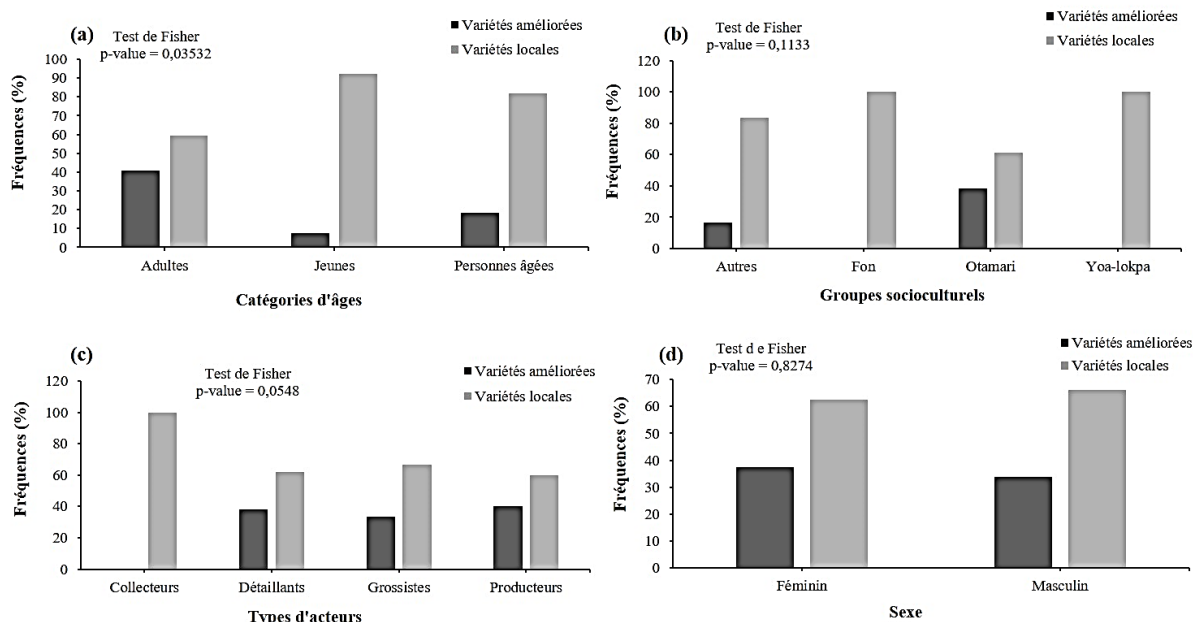 (a)
Test de Fisher
p-value = 0,03532
Variétés améliorées
Variétés locales
Fréquences (%)
100
90
80
70
60
50
40
30
20
10
0
Adultes
Jeunes
Personnes âgées
Catégories d'âges
(b)
Test de Fisher
p-value = 0,1133
Variétés améliorées
Variétés locales
Fréquences (%)
120
100
80
60
40
20
0
Autres
Fon
Otamari
Yoa-lokpa
Groupes socioculturels
(c)
Test de Fisher
p-value = 0,0548
Variétés améliorées
Variétés locales
Fréquences (%)
120
100
80
60
40
20
0
Collecteurs
Détaillants
Grossistes
Producteurs
Types d'acteurs
(d)
Test d e Fisher
p-value = 0,8274
Variétés améliorées
Variétés locales
Fréquences (%)
70
60
50
40
30
20
10
0
Féminin
Masculin
Sexe